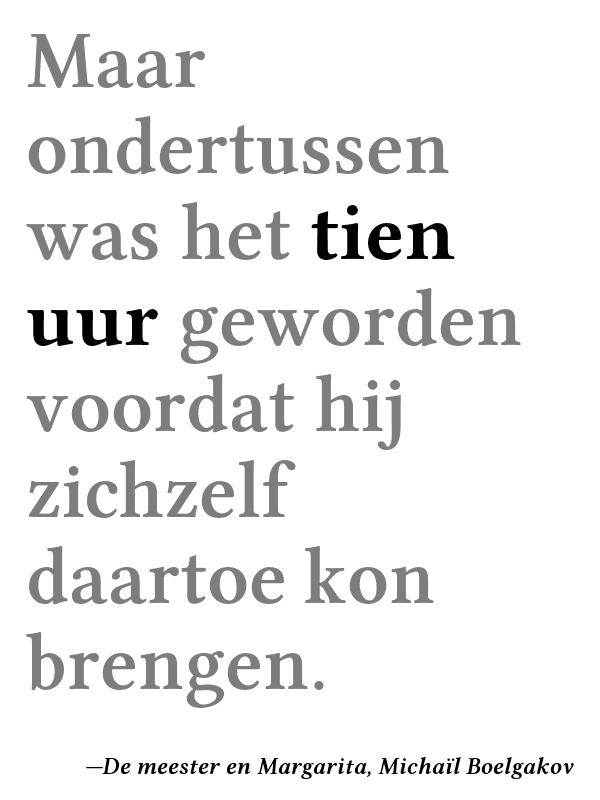 Maar
ondertussen
was het tien
uur geworden
voordat hij
zichzelf
daartoe kon
brengen.
—De meester en Margarita, Michaïl Boelgakov